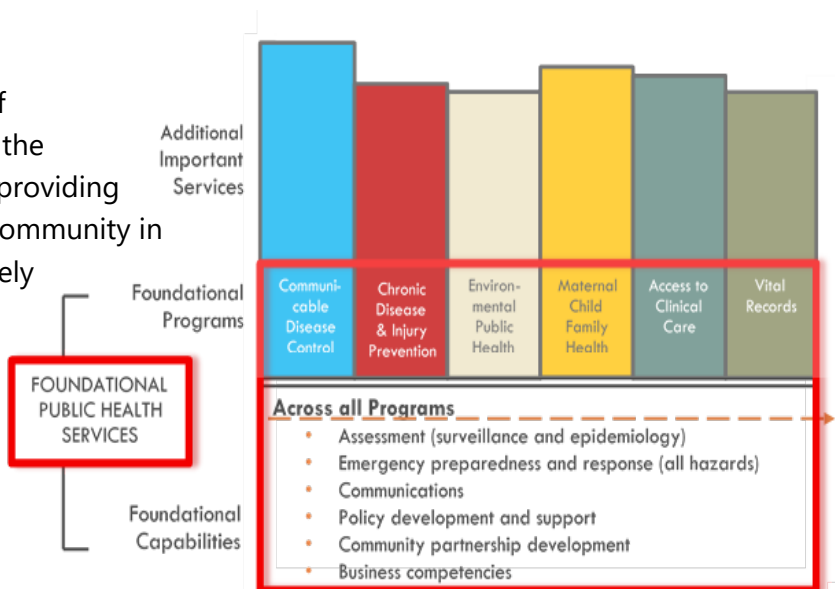 f
the
providing
ommunity in
ely
Additional
Important
Services
Foundational
Programs
Communi-
cable
Disease
Control
Chronic
Disease
& Injury
Prevention
Environ-
mental
Public
Health
Maternal
Child
Family
Health
Access to
Clinical
Care
Vital
Records
FOUNDATIONAL
PUBLIC HEALTH
SERVICES
Across all Programs
• Assessment (surveillance and epidemiology)
• Emergency preparedness and response (all hazards)
• Communications
• Policy development and support
• Community partnership development
• Business competencies
Foundational
Capabilities